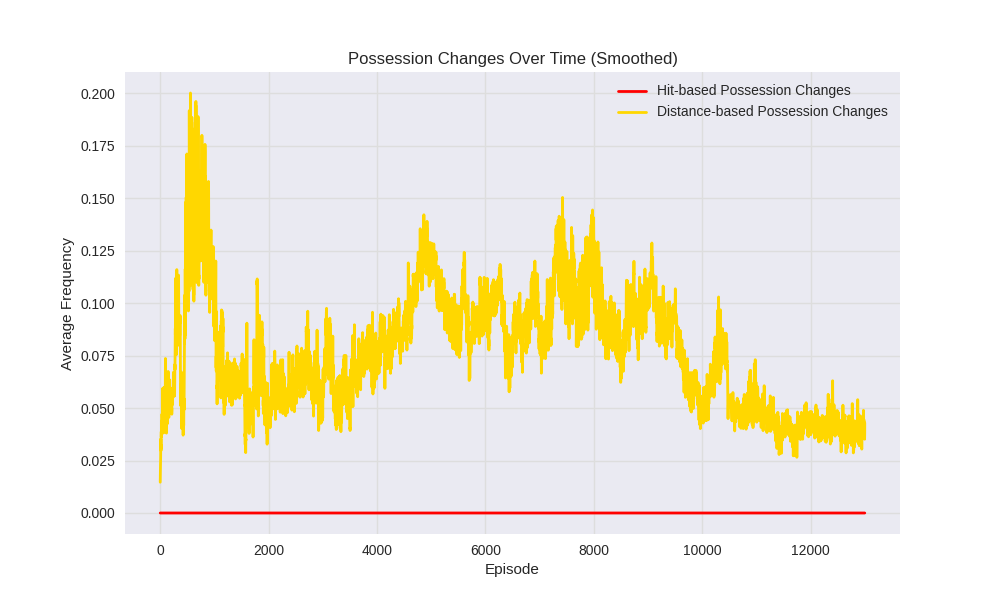 Possession Changes Over Time (Smoothed)
Hit-based Possession Changes
Distance-based Possession Changes
Average Frequency
0.200
0.175
0.150
0.125
0.100
0.075
0.050
0.025
0.000
0 2000 4000 6000 8000 10000 12000
Episode